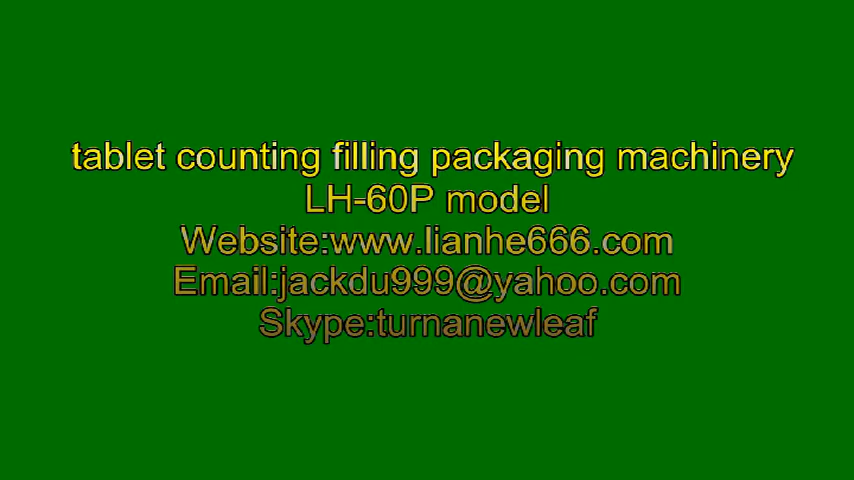 tablet counting filling packaging machinery
LH-60P model
Website:www.lianhe666.com
Email:jackdu999@yahoo.com
Skype:turnanewleaf